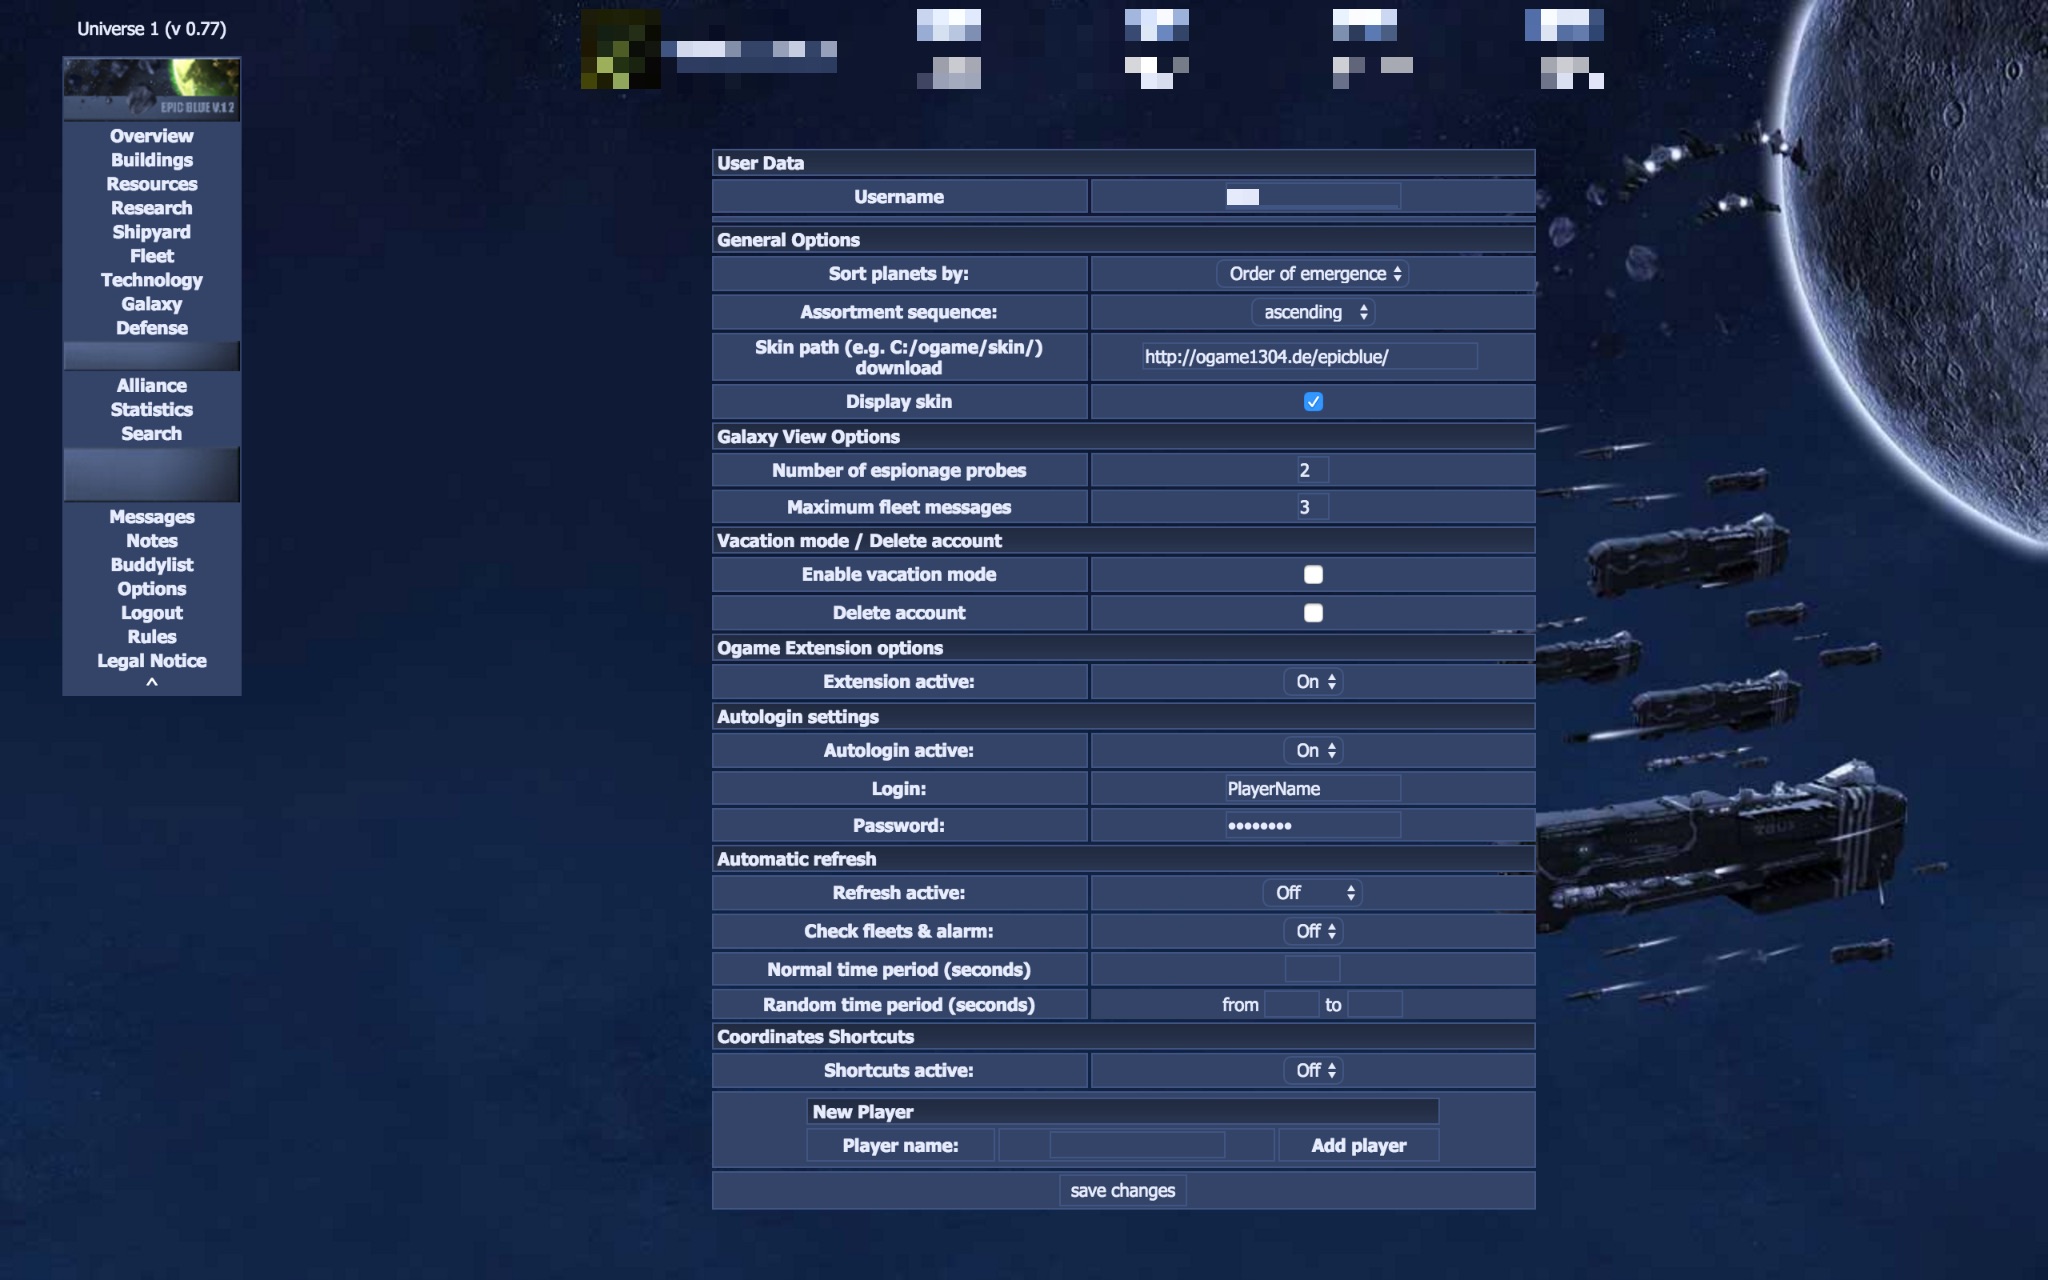 Universe 1 (v 0.77)
EPIC BLUE V.1 2
Overview
Buildings
Resources
Research
Shipyard
Fleet
Technology
Galaxy
Defense
Alliance
Statistics
Search
Messages
Notes
Buddylist
Options
Logout
Rules
Legal Notice
^
User Data
Username
General Options
Sort planets by: Order of emergence
Assortment sequence: ascending
Skin path (e.g. C:/ogame/skin/)
download
http://ogame1304.de/epicblue/
Display skin
Galaxy View Options
Number of espionage probes 2
Maximum fleet messages 3
Vacation mode / Delete account
Enable vacation mode
Delete account
Ogame Extension options
Extension active: On
Autologin settings
Autologin active: On
Login: PlayerName
Password: ••••••••
Automatic refresh
Refresh active: Off
Check fleets & alarm: Off
Normal time period (seconds)
Random time period (seconds) from to
Coordinates Shortcuts
Shortcuts active: Off
New Player
Player name: Add player
save changes